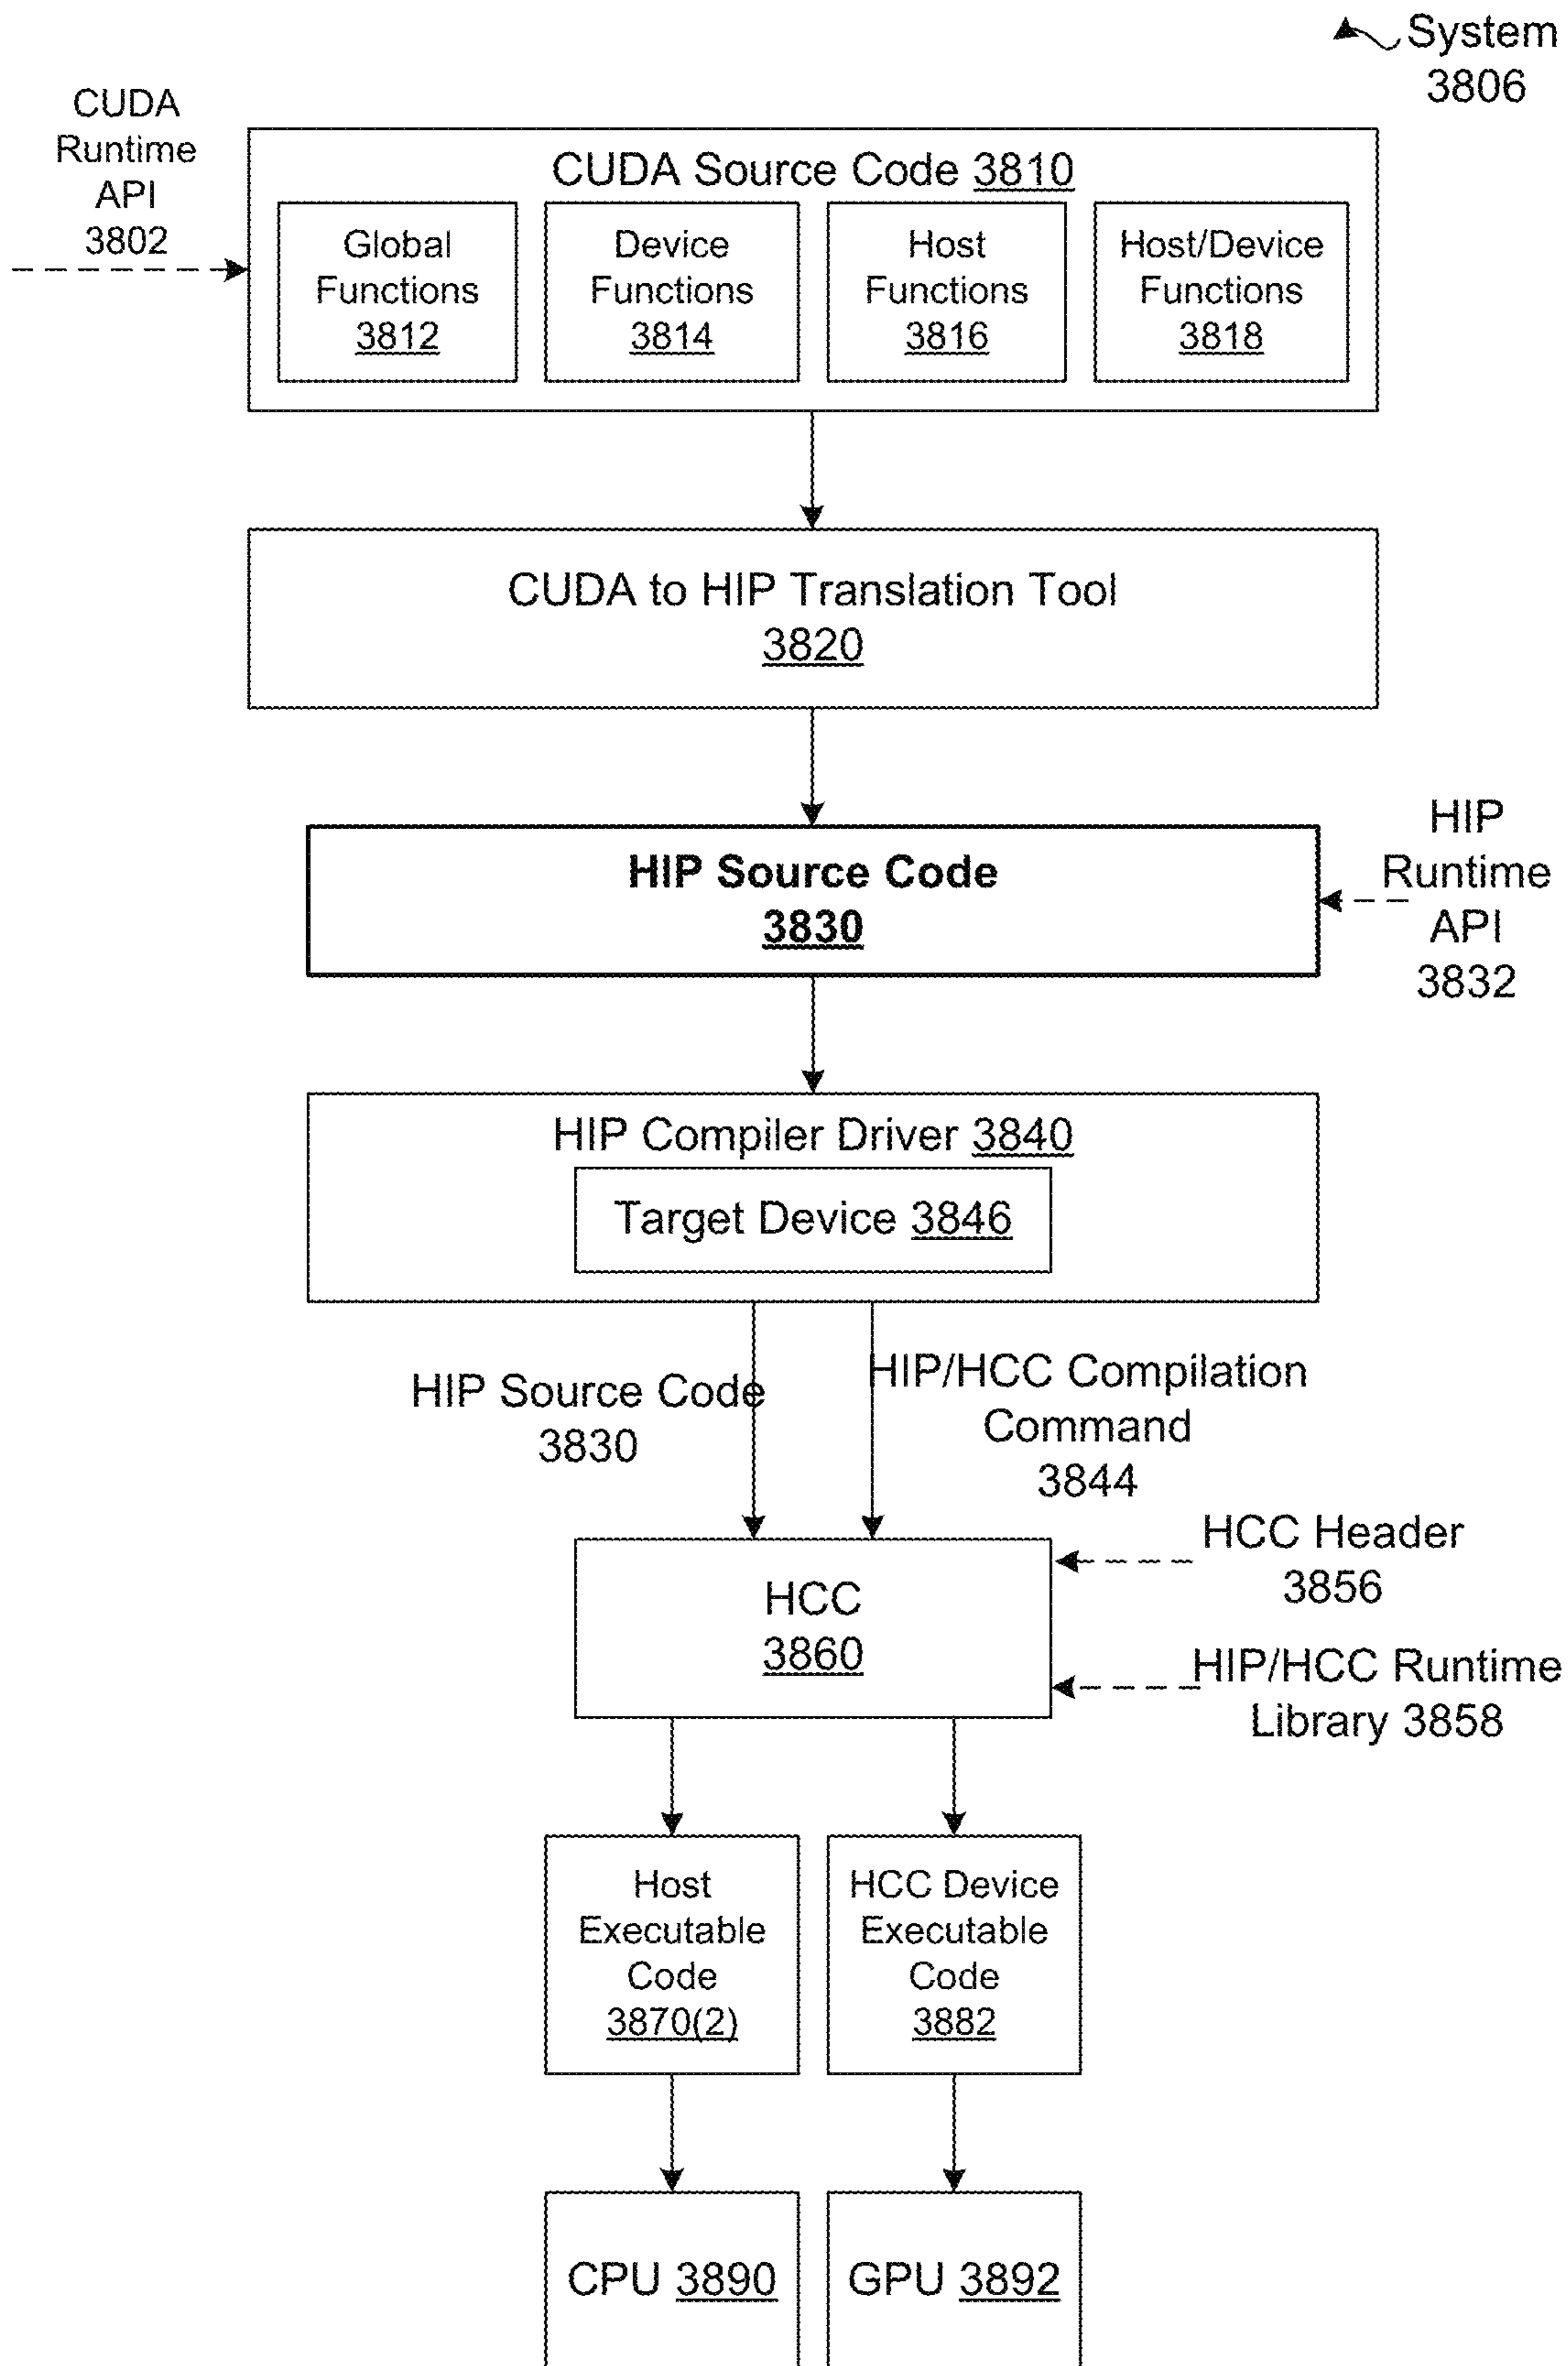 System
3806
CUDA
Runtime
API
3802
CUDA Source Code 3810
Global
Functions
3812
Device
Functions
3814
Host
Functions
3816
Host/Device
Functions
3818
CUDA to HIP Translation Tool
3820
HIP Source Code
3830
HIP
Runtime
API
3832
HIP Compiler Driver 3840
Target Device 3846
HIP Source Code
3830
HIP/HCC Compilation
Command
3844
HCC
3860
HCC Header
3856
HIP/HCC Runtime
Library 3858
Host
Executable
Code
3870(2)
HCC Device
Executable
Code
3882
CPU 3890
GPU 3892